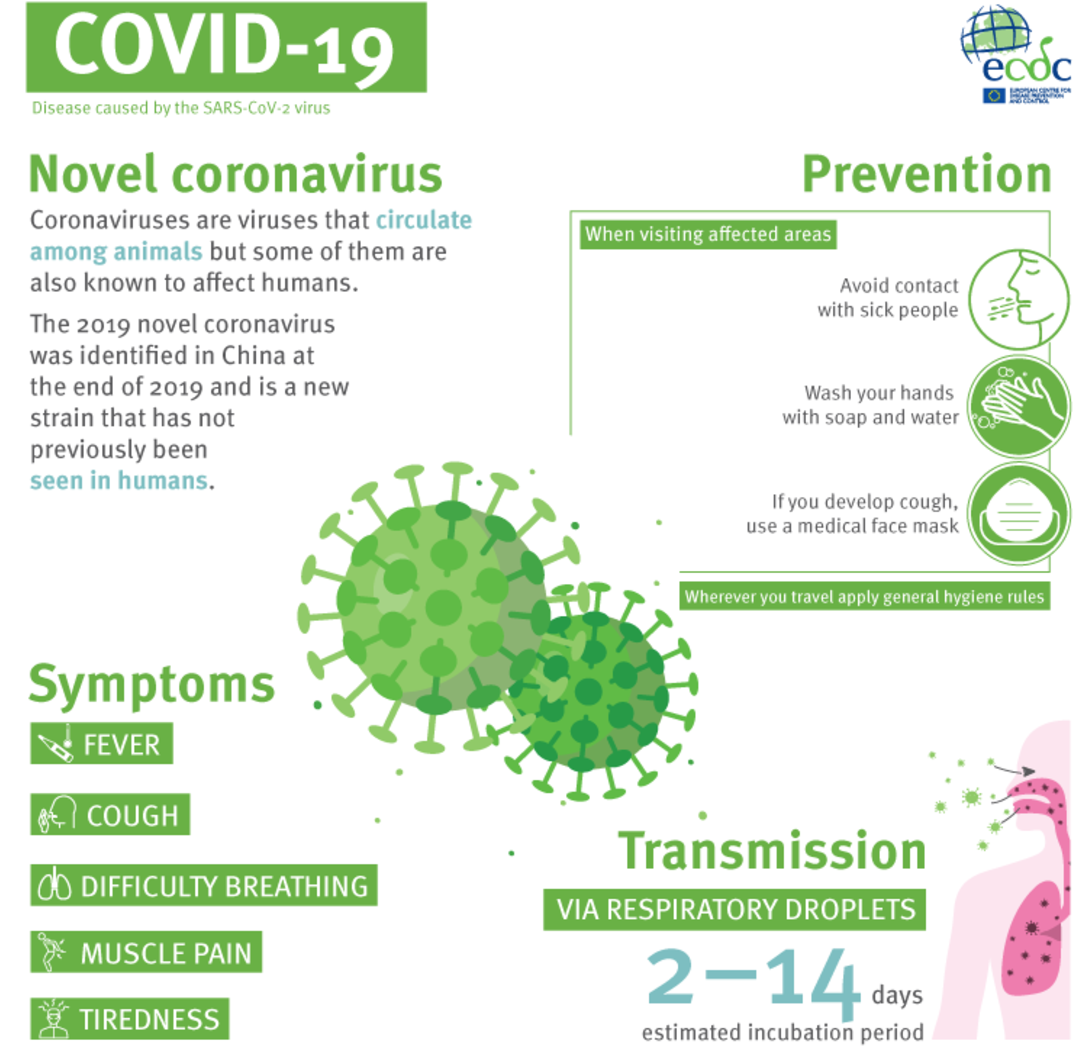 COVID-19
Disease caused by the SARS-CoV-2 virus
ecdc
EUROPEAN CENTRE FOR
DISEASE PREVENTION
AND CONTROL
Novel coronavirus
Coronaviruses are viruses that circulate
among animals but some of them are
also known to affect humans.
The 2019 novel coronavirus
was identified in China at
the end of 2019 and is a new
strain that has not
previously been
seen in humans.
Prevention
When visiting affected areas
Avoid contact
with sick people
Wash your hands
with soap and water
If you develop cough,
use a medical face mask
Wherever you travel apply general hygiene rules
Symptoms
FEVER
COUGH
DIFFICULTY BREATHING
MUSCLE PAIN
TIREDNESS
Transmission
VIA RESPIRATORY DROPLETS
2–14 days
estimated incubation period